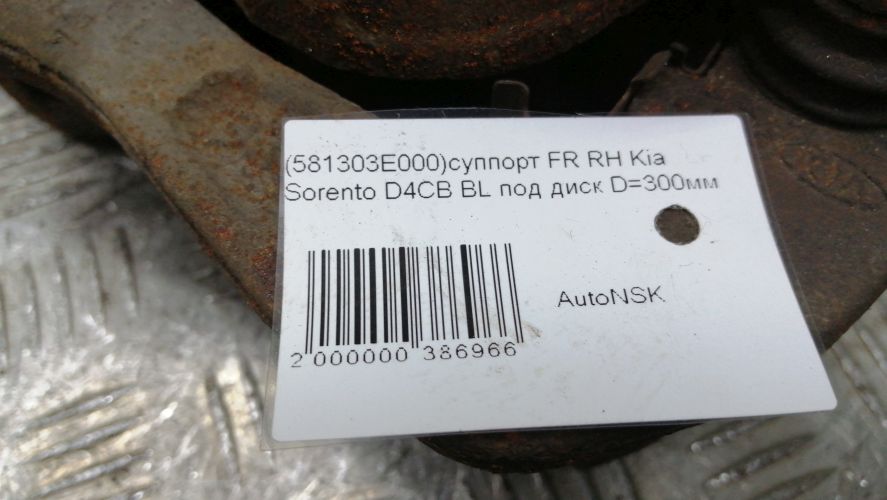 (581303E000)суппорт FR RH Kia
Sorento D4CB BL под диск D=300мм
AutoNSK
2 000000 386966